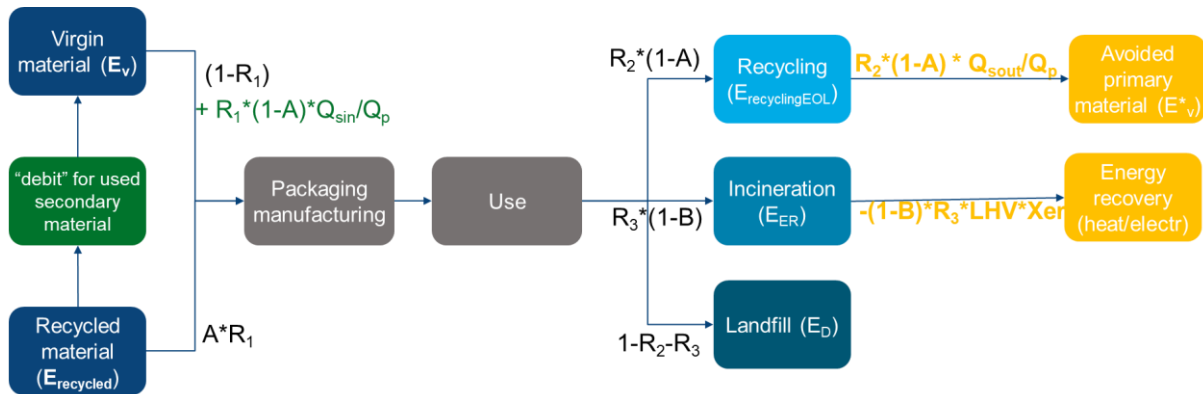 Virgin
material (Ev)
(1-R1)
+ R1*(1-A)*Qsin/Qp
"debit" for used
secondary
material
Recycled
material
(Erecycled)
A*R1
Packaging
manufacturing
Use
R2*(1-A)
R3*(1-B)
1-R2-R3
Recycling
(ErecyclingEOL)
R2*(1-A) * Qsout/Qp
Avoided
primary
material (E*v)
Incineration
(EER)
-(1-B)*R3*LHV*Xer
Energy
recovery
(heat/electr)
Landfill (ED)